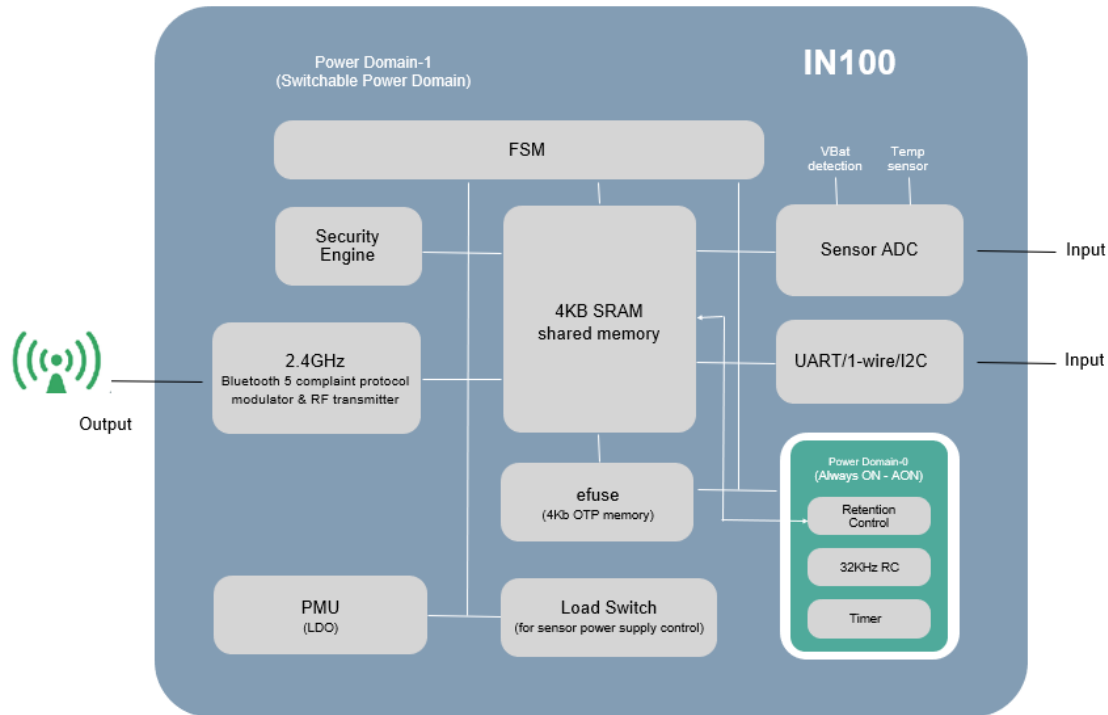 Power Domain-1
(Switchable Power Domain)
IN100
FSM
VBat
detection
Temp
sensor
Security
Engine
4KB SRAM
shared memory
Sensor ADC
Input
2.4GHz
Bluetooth 5 complaint protocol
modulator & RF transmitter
UART/1-wire/I2C
Input
Output
efuse
(4Kb OTP memory)
Power Domain-0
(Always ON - AON)
Retention
Control
32KHz RC
Timer
PMU
(LDO)
Load Switch
(for sensor power supply control)